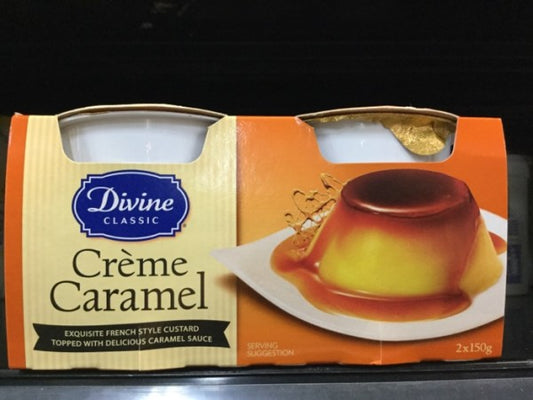 Divine
CLASSIC
Crème
Caramel
EXQUISITE FRENCH STYLE CUSTARD
TOPPED WITH DELICIOUS CARAMEL SAUCE
SERVING
SUGGESTION
2x150g